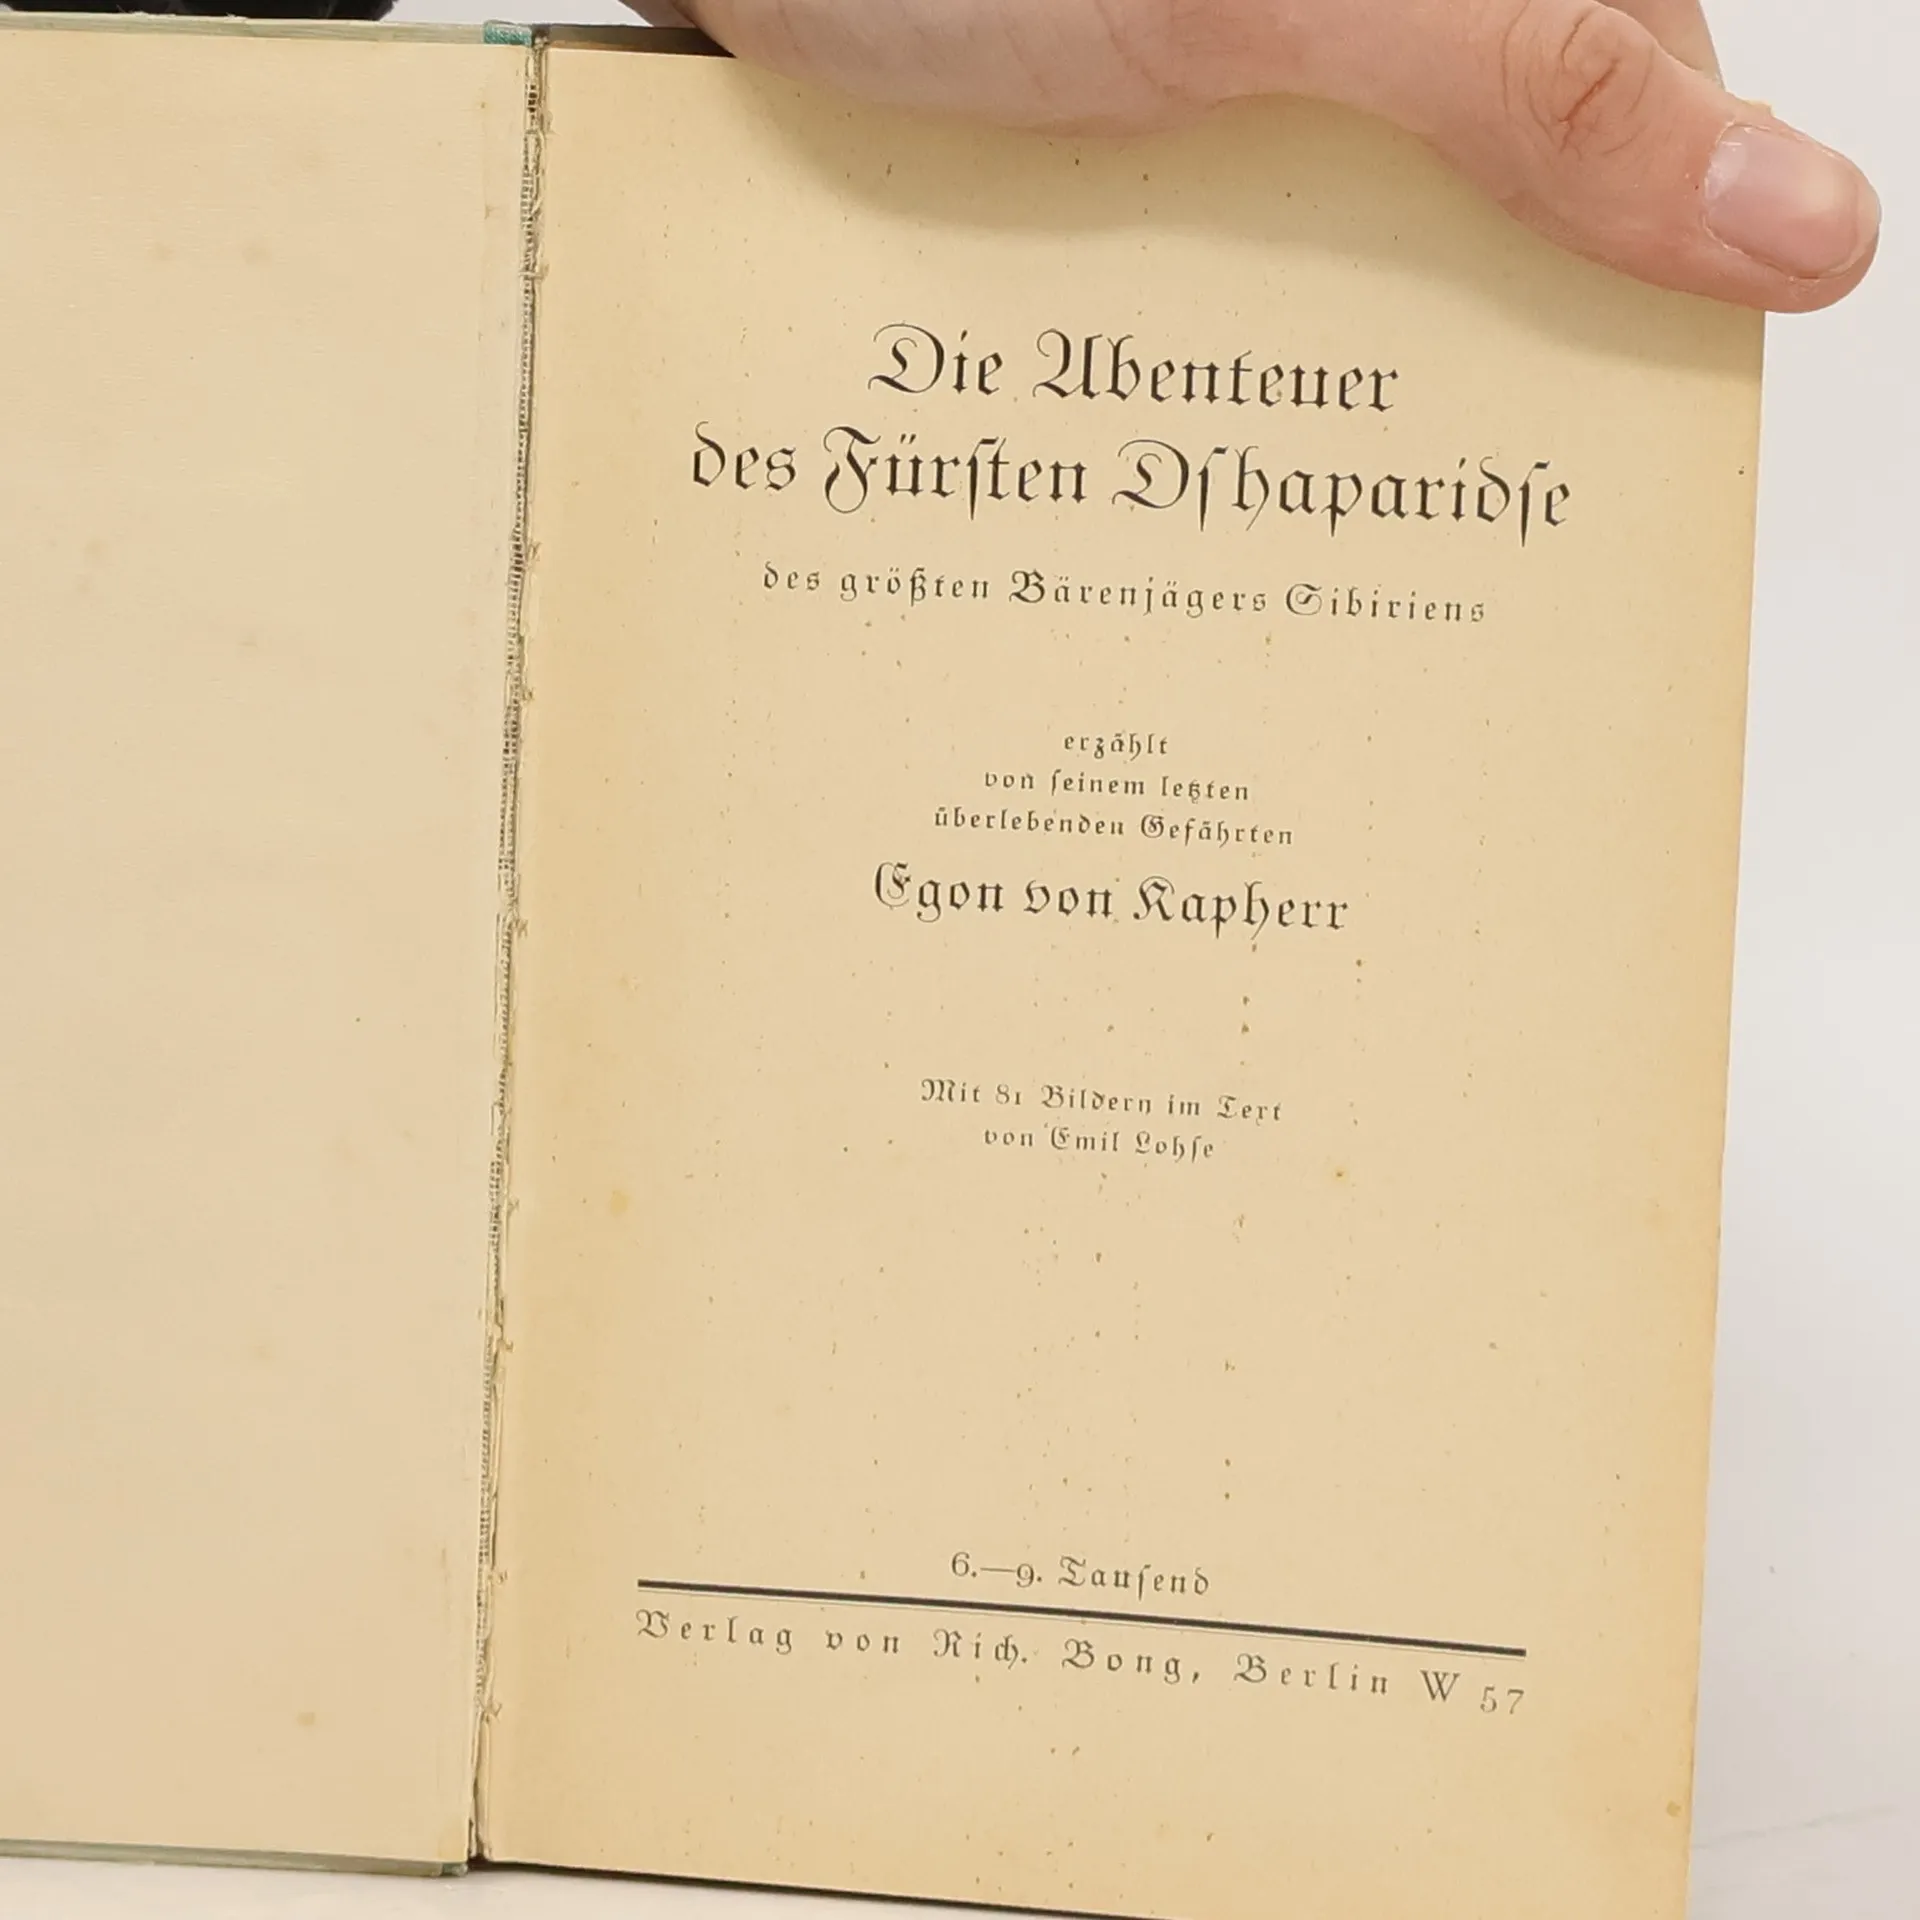 Die Abenteuer
des Fürſten Dſhaparidſe
des größten Bärenjägers Sibiriens
erzählt
von ſeinem letzten
überlebenden Gefährten
Egon von Kapherr
Mit 81 Bildern im Text
von Emil Lohſe
6.—9. Tauſend
Verlag von Rich. Bong, Berlin W 57